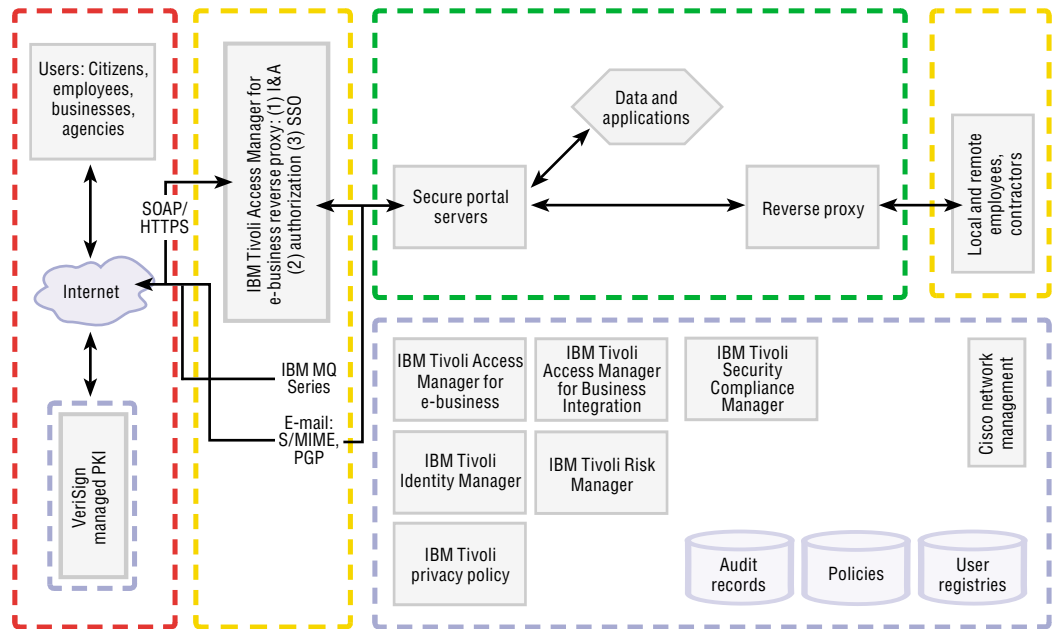 Users: Citizens,
employees,
businesses,
agencies
SOAP/
HTTPS
Internet
VeriSign
managed PKI
IBM Tivoli Access Manager for
e-business reverse proxy: (1) I&A
(2) authorization (3) SSO
IBM MQ
Series
E-mail:
S/MIME,
PGP
Data and
applications
Secure portal
servers
Reverse proxy
Local and remote
employees,
contractors
IBM Tivoli Access
Manager for
e-business
IBM Tivoli
Access Manager
for Business
Integration
IBM Tivoli
Security
Compliance
Manager
Cisco network
management
IBM Tivoli
Identity Manager
IBM Tivoli Risk
Manager
IBM Tivoli
privacy policy
Audit
records
Policies
User
registries